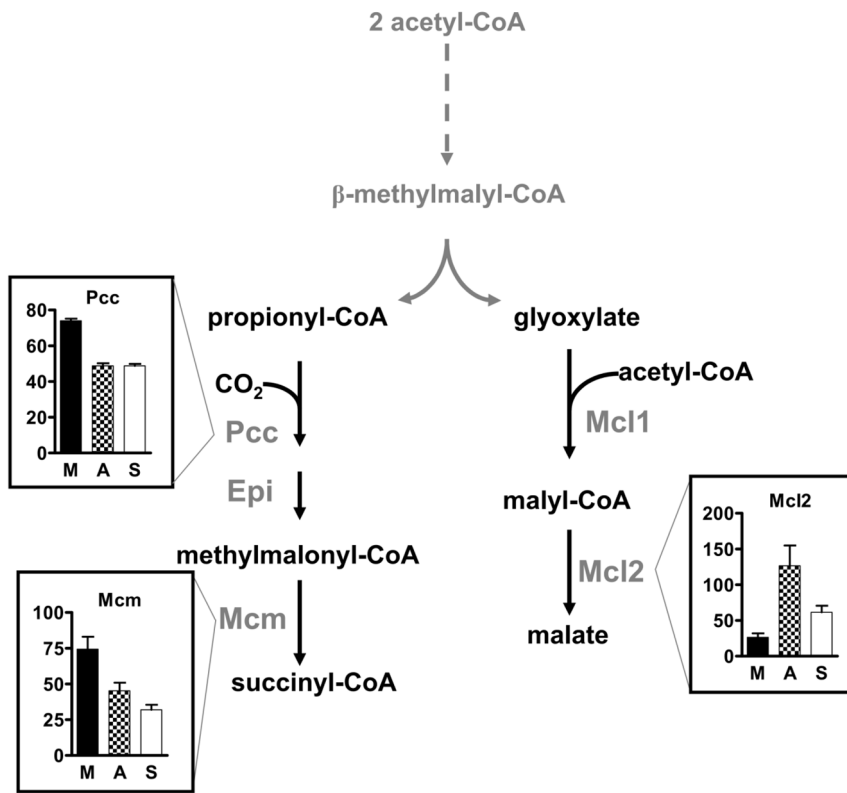 2 acetyl-CoA
β-methylmalyl-CoA
propionyl-CoA
glyoxylate
CO2
acetyl-CoA
Pcc
Mcl1
Epi
malyl-CoA
methylmalonyl-CoA
Mcl2
Mcm
malate
succinyl-CoA
Pcc
80
60
40
20
0
M A S
Mcm
100
75
50
25
0
M A S
Mcl2
200
150
100
50
0
M A S